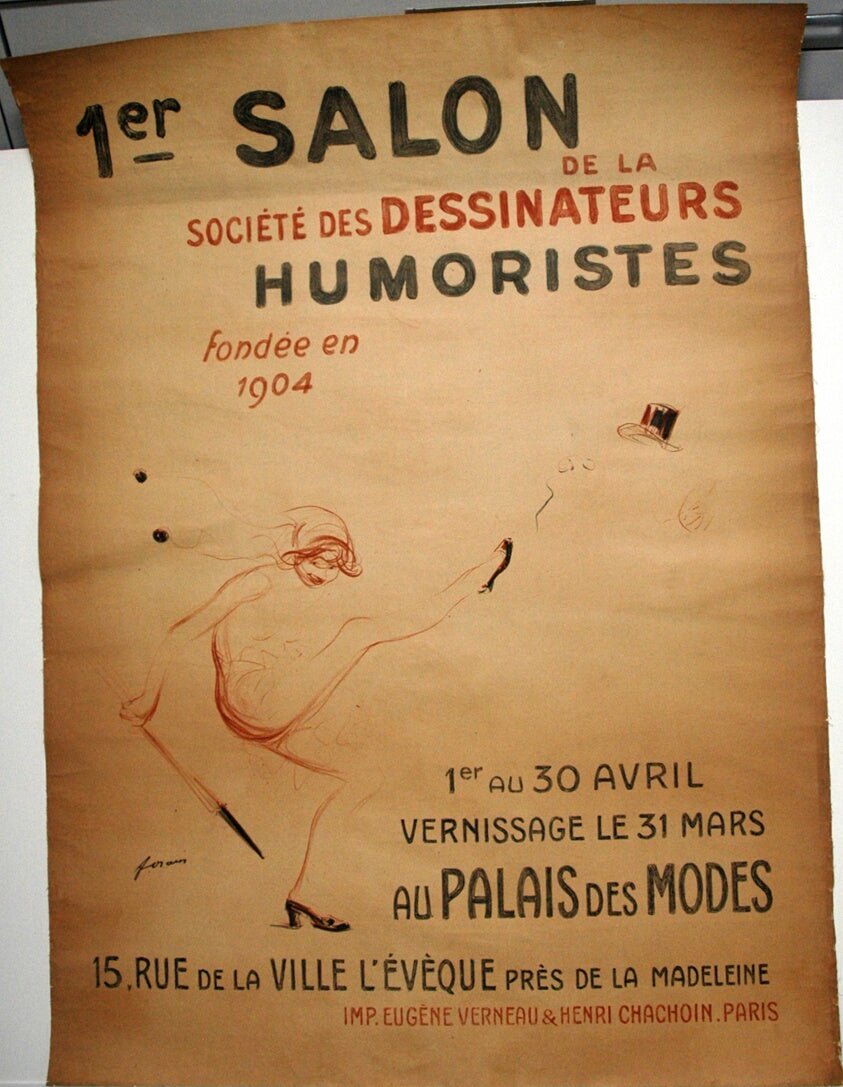 1er SALON
DE LA
SOCIÉTÉ DES DESSINATEURS
HUMORISTES
fondée en
1904
1er AU 30 AVRIL
VERNISSAGE LE 31 MARS
AU PALAIS DES MODES
forain
15, RUE DE LA VILLE L'ÉVÈQUE PRÈS DE LA MADELEINE
IMP. EUGÈNE VERNEAU & HENRI CHACHOIN. PARIS